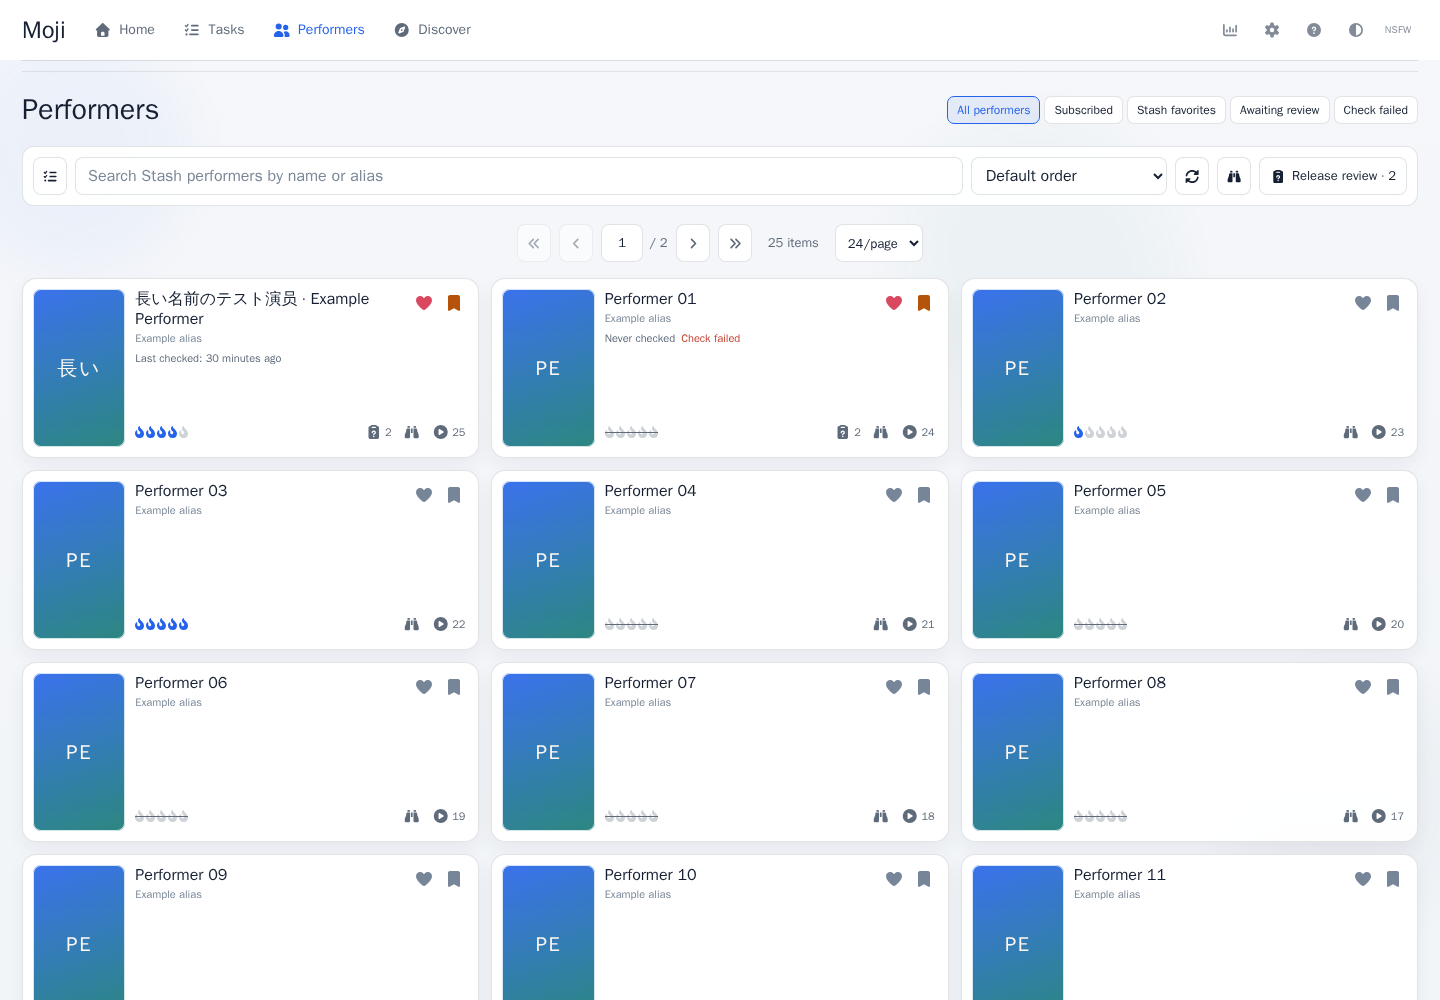 Moji
Home
Tasks
Performers
Discover
NSFW
Performers
All performers
Subscribed
Stash favorites
Awaiting review
Check failed
Search Stash performers by name or alias
Default order
Release review · 2
1
/ 2
25 items
24/page
長い
長い名前のテスト演员 · Example
Performer
Example alias
Last checked: 30 minutes ago
2
25
PE
Performer 01
Example alias
Never checked Check failed
2
24
PE
Performer 02
Example alias
23
PE
Performer 03
Example alias
22
PE
Performer 04
Example alias
21
PE
Performer 05
Example alias
20
PE
Performer 06
Example alias
19
PE
Performer 07
Example alias
18
PE
Performer 08
Example alias
17
PE
Performer 09
Example alias
PE
Performer 10
Example alias
PE
Performer 11
Example alias